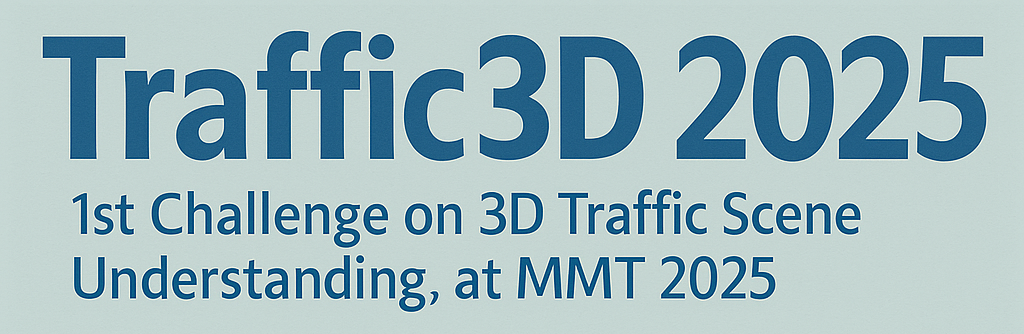 Traffic3D 2025
1st Challenge on 3D Traffic Scene
Understanding, at MMT 2025